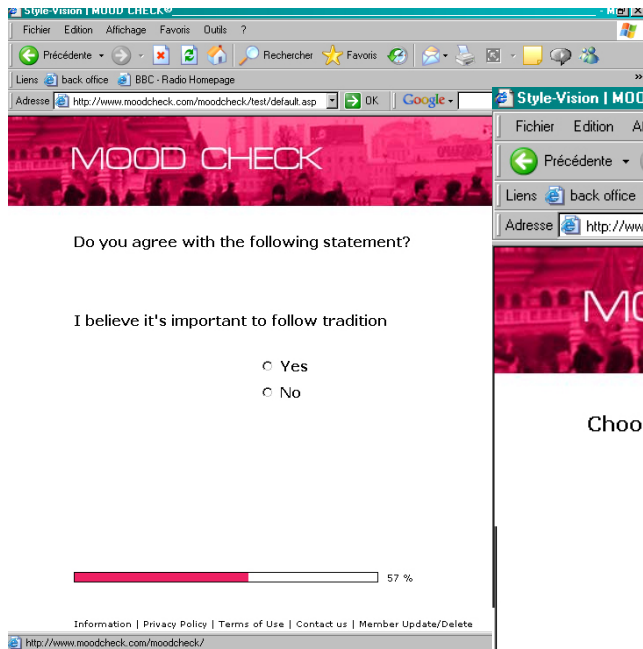 Style-Vision | MOOD CHECK©
Fichier Edition Affichage Favoris Outils ?
Précédente Rechercher Favoris
Liens back office BBC - Radio Homepage »
Adresse http://www.moodcheck.com/moodcheck/test/default.asp OK Google
MOOD CHECK
Do you agree with the following statement?
I believe it's important to follow tradition
Yes
No
57 %
Information | Privacy Policy | Terms of Use | Contact us | Member Update/Delete
http://www.moodcheck.com/moodcheck/
Style-Vision | MOO
Fichier Edition A
Précédente
Liens back office
Adresse http://ww
MO
Choo